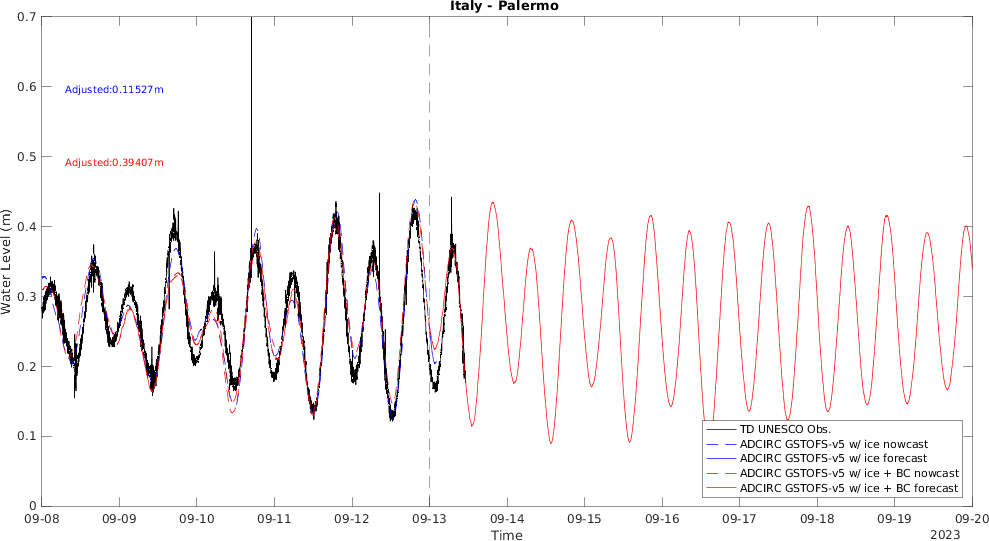 Italy - Palermo
0.7
0.6
0.5
0.4
0.3
0.2
0.1
0
Water Level (m)
Adjusted:0.11527m
Adjusted:0.39407m
TD UNESCO Obs.
ADCIRC GSTOFS-v5 w/ ice nowcast
ADCIRC GSTOFS-v5 w/ ice forecast
ADCIRC GSTOFS-v5 w/ ice + BC nowcast
ADCIRC GSTOFS-v5 w/ ice + BC forecast
09-08 09-09 09-10 09-11 09-12 09-13 09-14 09-15 09-16 09-17 09-18 09-19 09-20
Time
2023